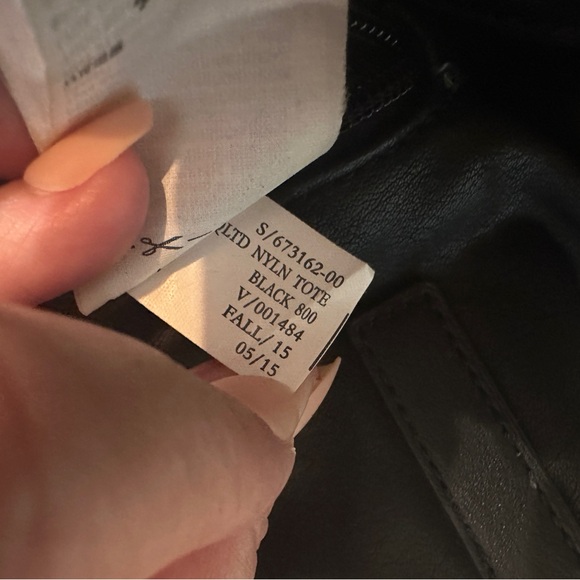 S/673162-00
QLTD NYLN TOTE
BLACK 800
V/001484
FALL/ 15
05/15